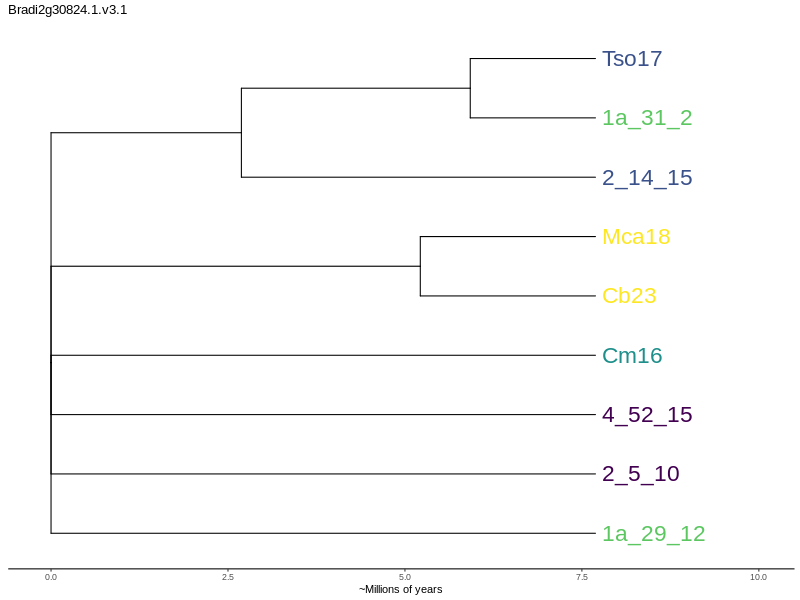 Bradi2g30824.1.v3.1
Tso17
1a_31_2
2_14_15
Mca18
Cb23
Cm16
4_52_15
2_5_10
1a_29_12
0.0 2.5 5.0 7.5 10.0
~Millions of years